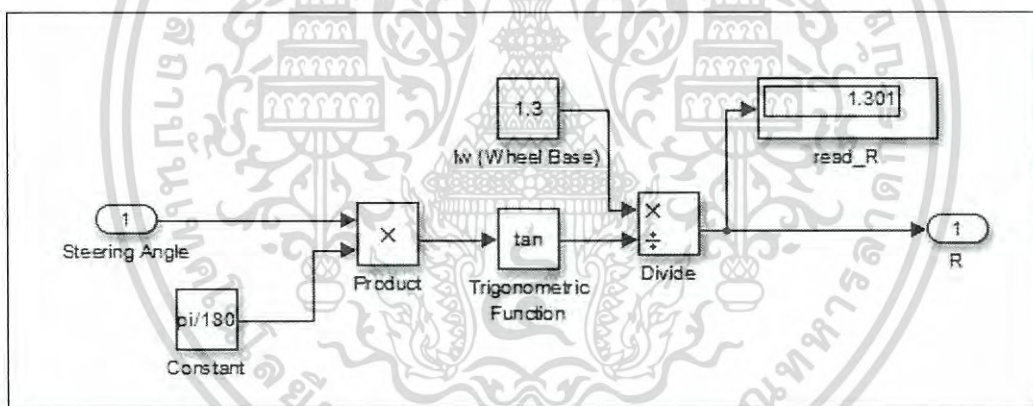 1.3
lw (Wheel Base)
1.301
read_R
1
Steering Angle
×
Product
tan
Trigonometric
Function
×
÷
Divide
1
R
pi/180
Constant